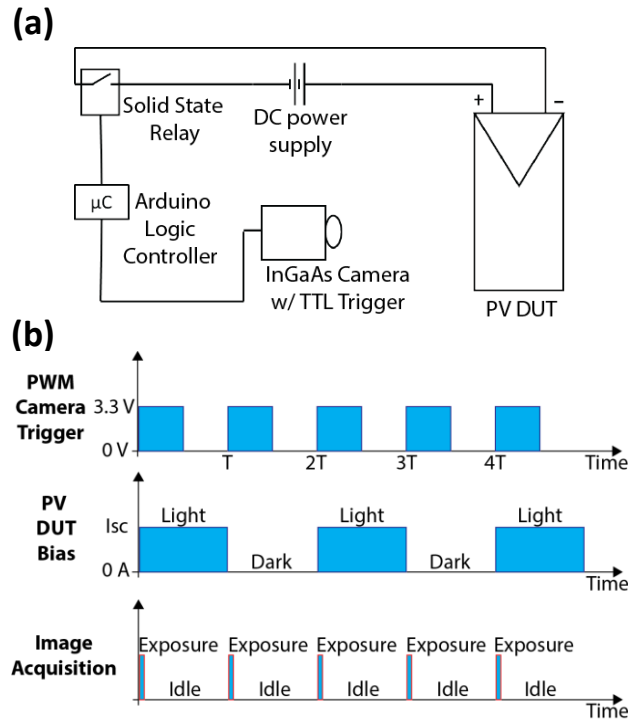 (a)
+
−
Solid State
Relay
DC power
supply
µC
Arduino
Logic
Controller
InGaAs Camera
w/ TTL Trigger
PV DUT
(b)
PWM
Camera
Trigger
3.3 V
0 V
T
2T
3T
4T
Time
PV
DUT
Bias
Isc
0 A
Light
Dark
Light
Dark
Light
Time
Image
Acquisition
Exposure
Exposure
Exposure
Exposure
Exposure
Idle
Idle
Idle
Idle
Idle
Time